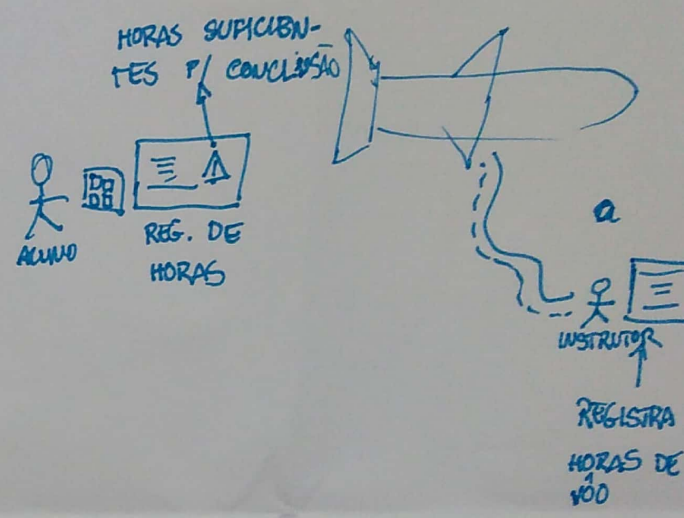 HORAS SUFICIEN-
TES P/ CONCLUSÃO
ALUNO
REG. DE
HORAS
a
INSTRUTOR
REGISTRA
HORAS DE
VÔO